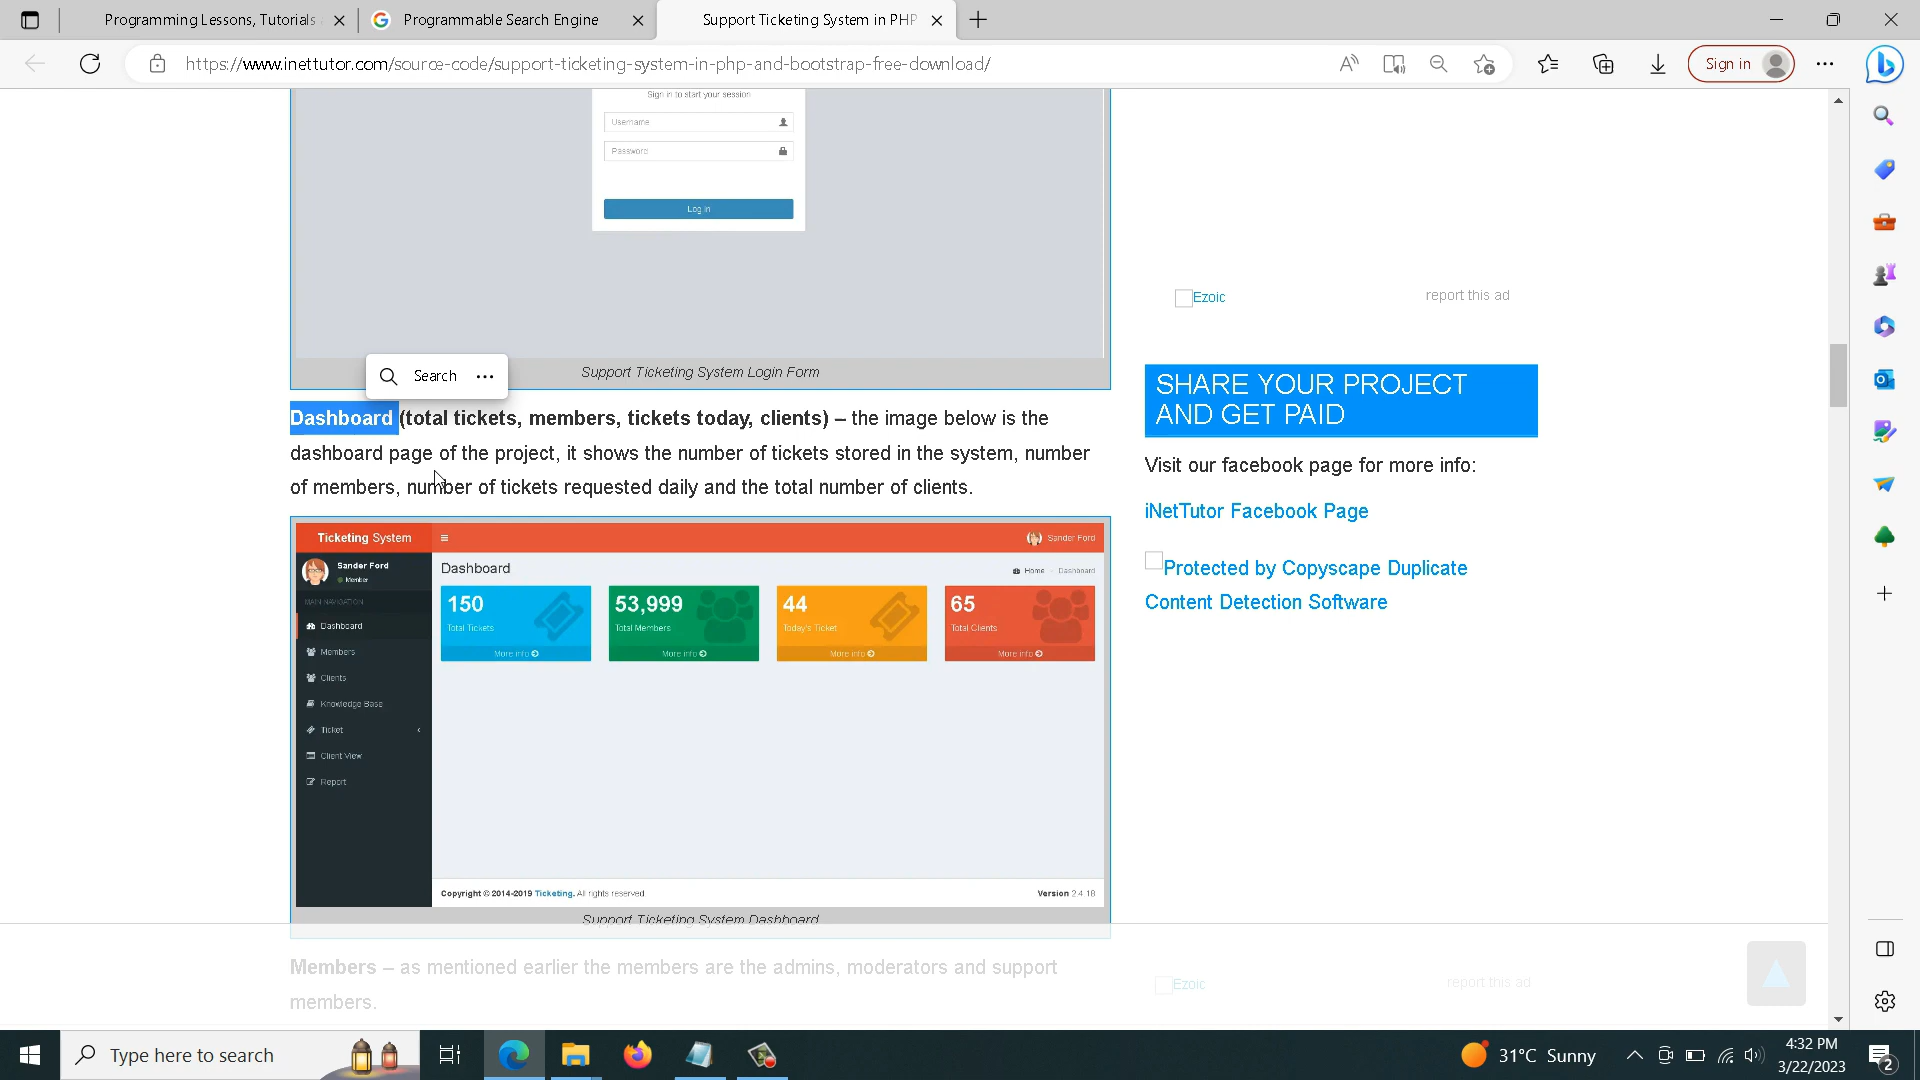 Programming Lessons, Tutorials
Programmable Search Engine
Support Ticketing System in PHP
https://www.inettutor.com/source-code/support-ticketing-system-in-php-and-bootstrap-free-download/
Sign in
Sign in to start your session
Username
Password
Log in
Support Ticketing System Login Form
Search
Dashboard (total tickets, members, tickets today, clients) – the image below is the
dashboard page of the project, it shows the number of tickets stored in the system, number
of members, number of tickets requested daily and the total number of clients.
Ticketing System
Sander Ford
Sander Ford
Member
MAIN NAVIGATION
Dashboard
Members
Clients
Knowledge Base
Ticket
Client View
Report
Dashboard
Home
Dashboard
150
Total Tickets
More info
53,999
Total Members
More info
44
Today's Ticket
More info
65
Total Clients
More info
Copyright © 2014-2019 Ticketing. All rights reserved.
Version 2.4.18
Support Ticketing System Dashboard
Members – as mentioned earlier the members are the admins, moderators and support
members.
Ezoic
report this ad
SHARE YOUR PROJECT
AND GET PAID
Visit our facebook page for more info:
iNetTutor Facebook Page
Protected by Copyscape Duplicate
Content Detection Software
Ezoic
report this ad
Type here to search
31°C Sunny
4:32 PM
3/22/2023
2